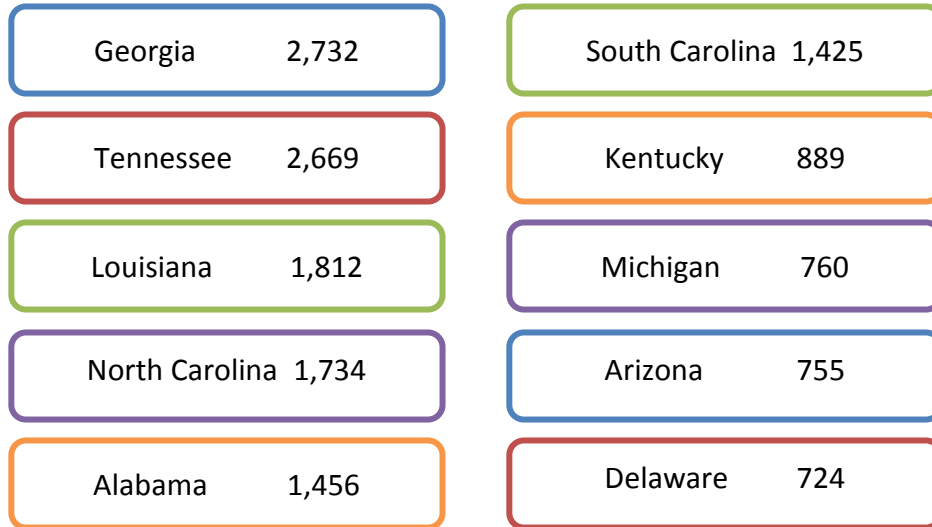 Georgia 2,732
Tennessee 2,669
Louisiana 1,812
North Carolina 1,734
Alabama 1,456
South Carolina 1,425
Kentucky 889
Michigan 760
Arizona 755
Delaware 724